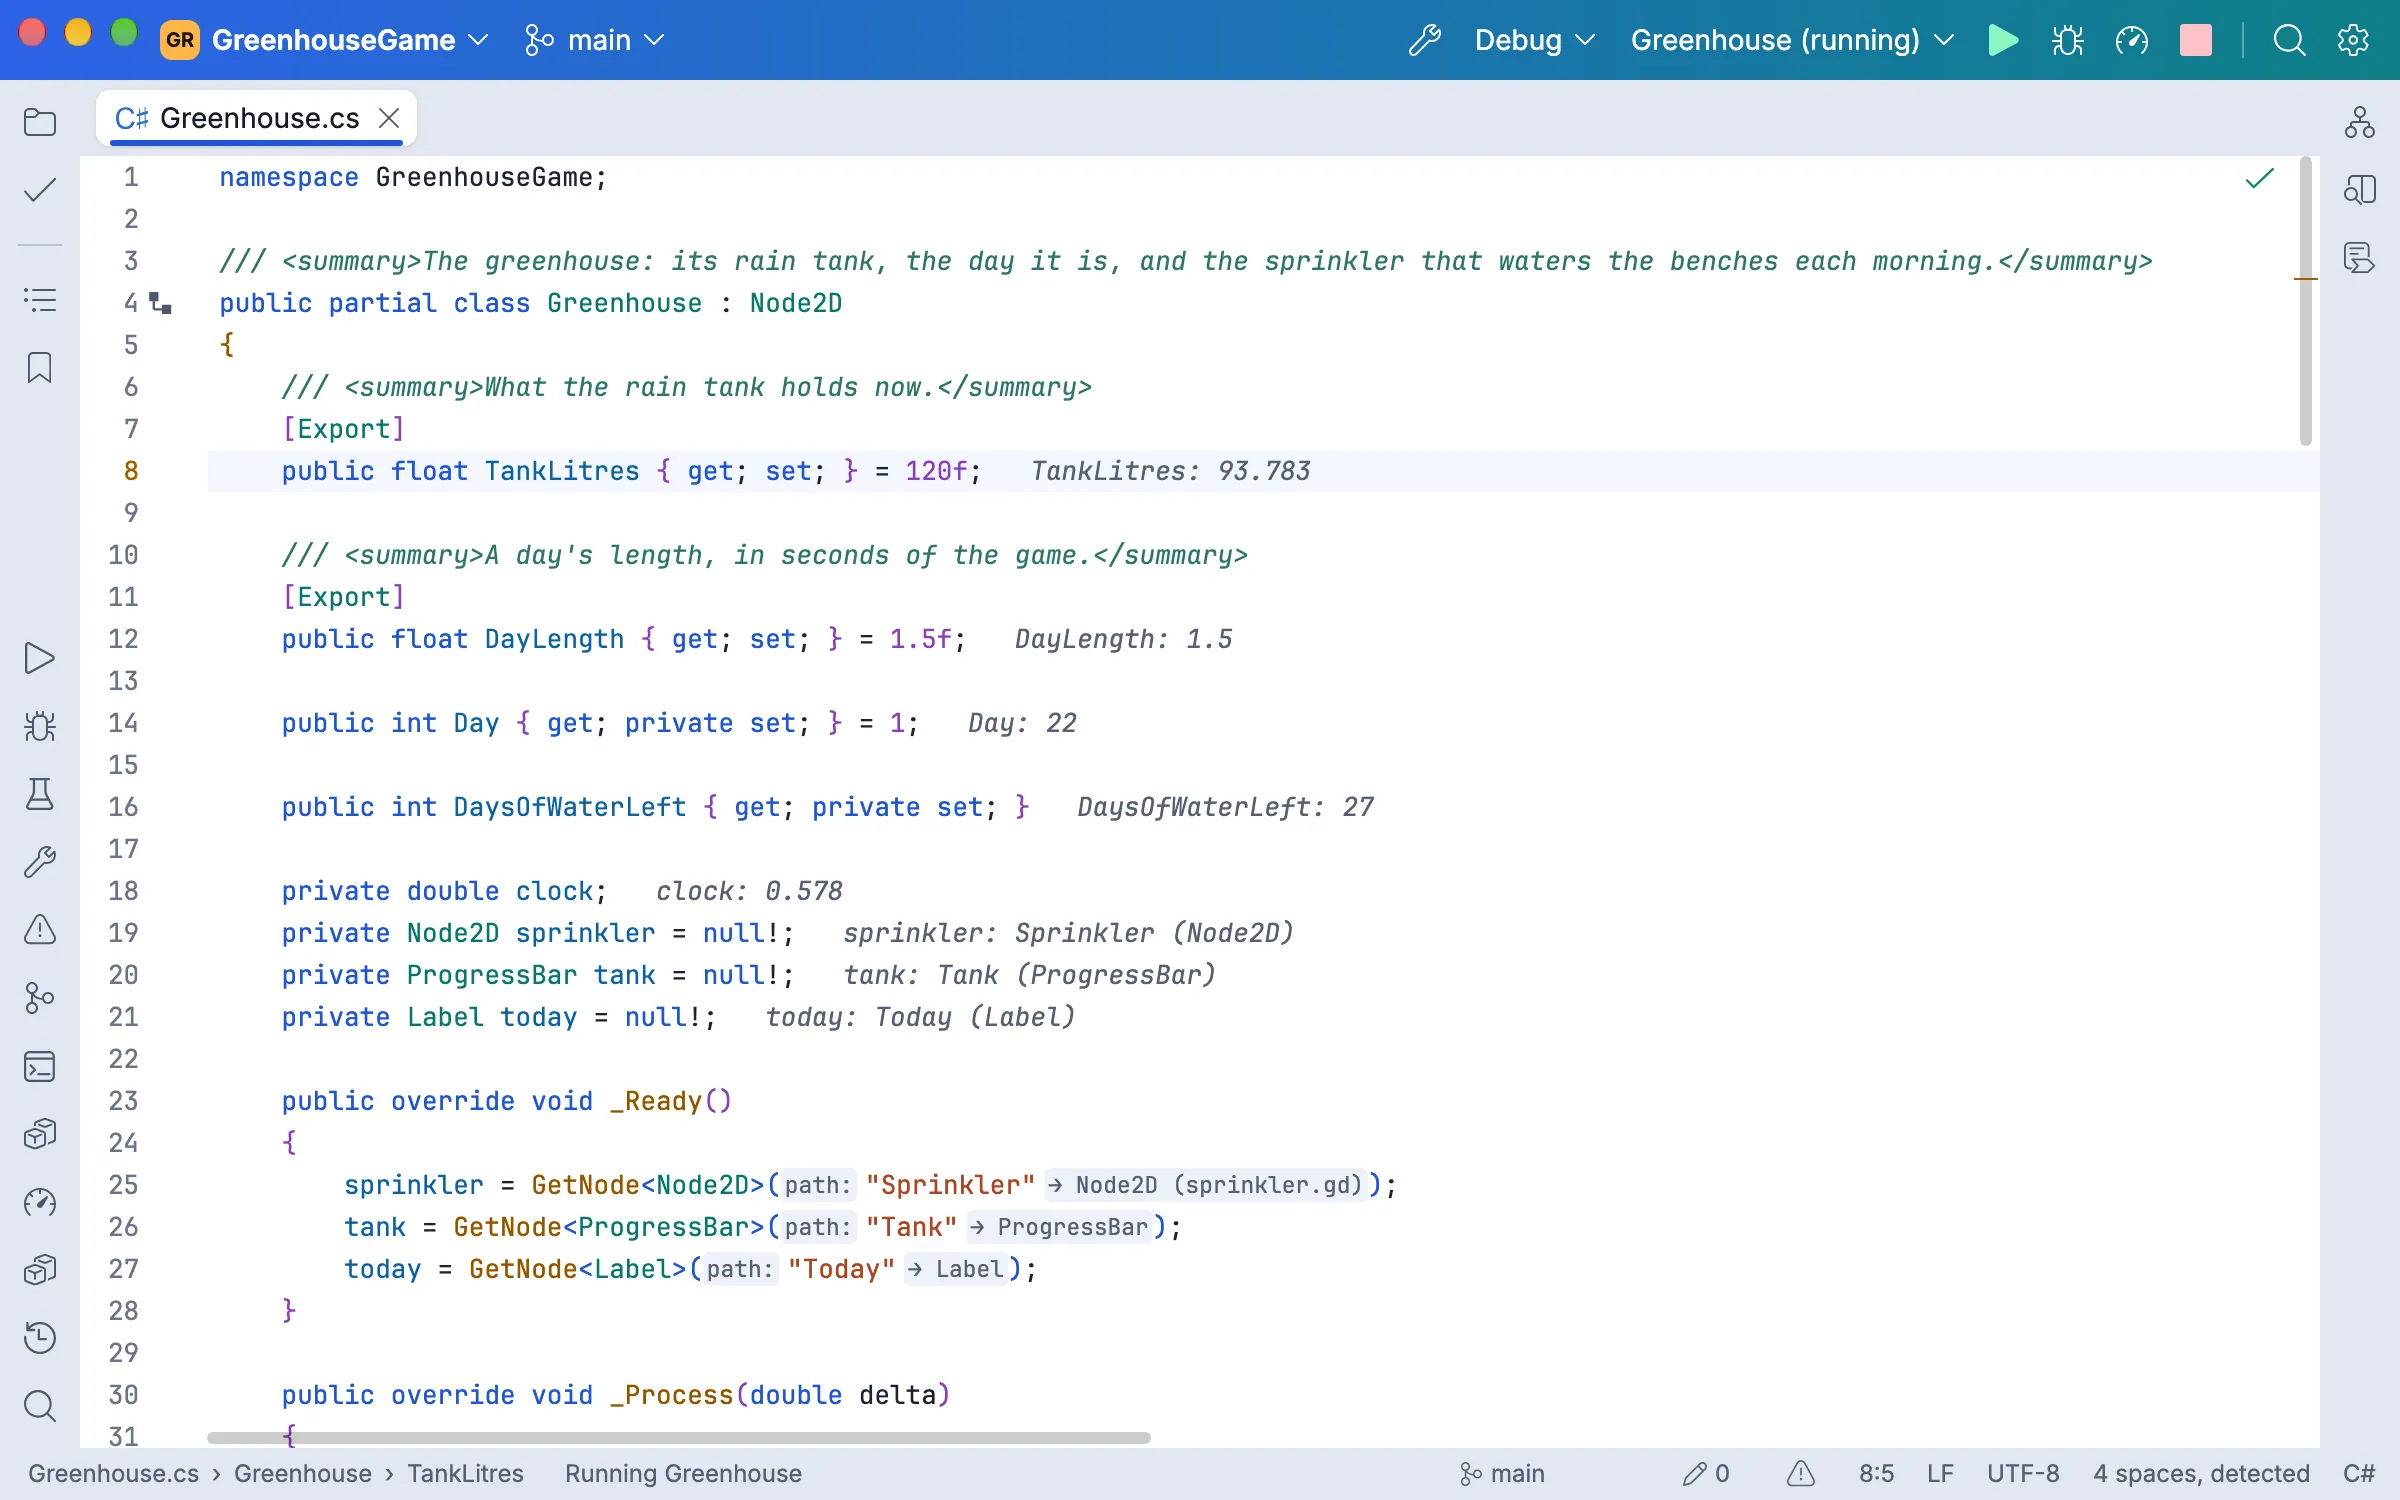 GR GreenhouseGame main Debug Greenhouse (running)
C# Greenhouse.cs
1 namespace GreenhouseGame;
2
3 /// <summary>The greenhouse: its rain tank, the day it is, and the sprinkler that waters the benches each morning.</summary>
4 public partial class Greenhouse : Node2D
5 {
6 /// <summary>What the rain tank holds now.</summary>
7 [Export]
8 public float TankLitres { get; set; } = 120f; TankLitres: 93.783
9
10 /// <summary>A day's length, in seconds of the game.</summary>
11 [Export]
12 public float DayLength { get; set; } = 1.5f; DayLength: 1.5
13
14 public int Day { get; private set; } = 1; Day: 22
15
16 public int DaysOfWaterLeft { get; private set; } DaysOfWaterLeft: 27
17
18 private double clock; clock: 0.578
19 private Node2D sprinkler = null!; sprinkler: Sprinkler (Node2D)
20 private ProgressBar tank = null!; tank: Tank (ProgressBar)
21 private Label today = null!; today: Today (Label)
22
23 public override void _Ready()
24 {
25 sprinkler = GetNode<Node2D>(path: "Sprinkler" → Node2D (sprinkler.gd));
26 tank = GetNode<ProgressBar>(path: "Tank" → ProgressBar);
27 today = GetNode<Label>(path: "Today" → Label);
28 }
29
30 public override void _Process(double delta)
31 {
Greenhouse.cs › Greenhouse › TankLitres Running Greenhouse main 0 8:5 LF UTF-8 4 spaces, detected C#